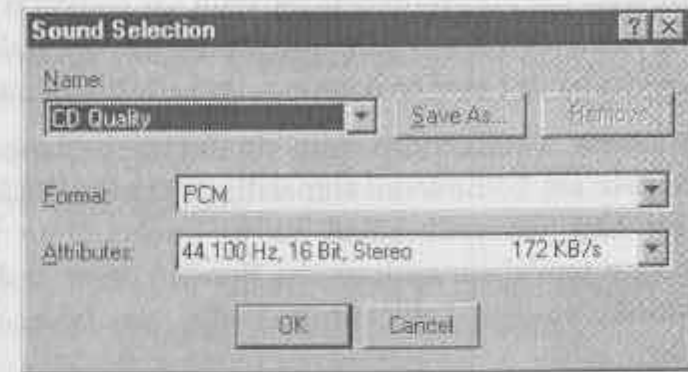 Sound Selection
Name:
CD Quality
Save As...
Remove
Format:
PCM
Attributes:
44.100 Hz, 16 Bit, Stereo 172 KB/s
OK
Cancel